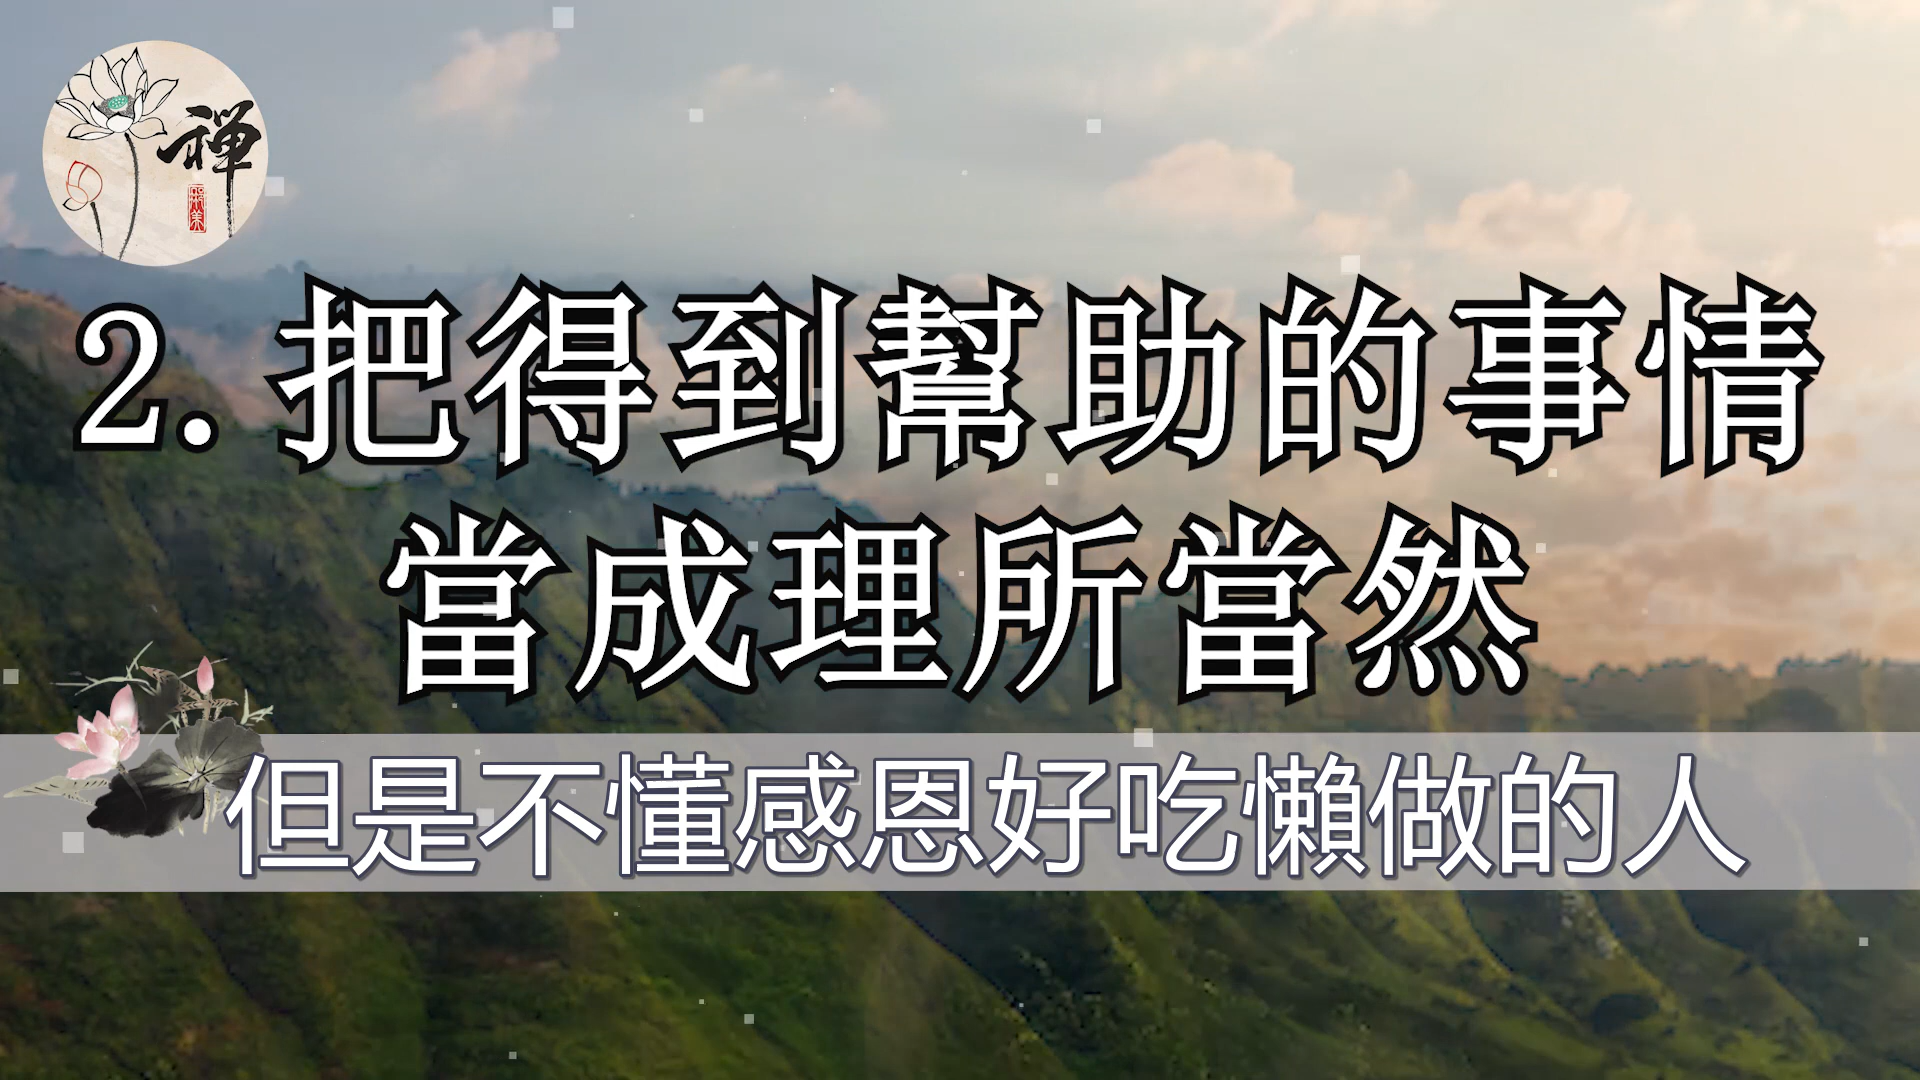 禅
2.把得到幫助的事情
當成理所當然
但是不懂感恩好吃懶做的人